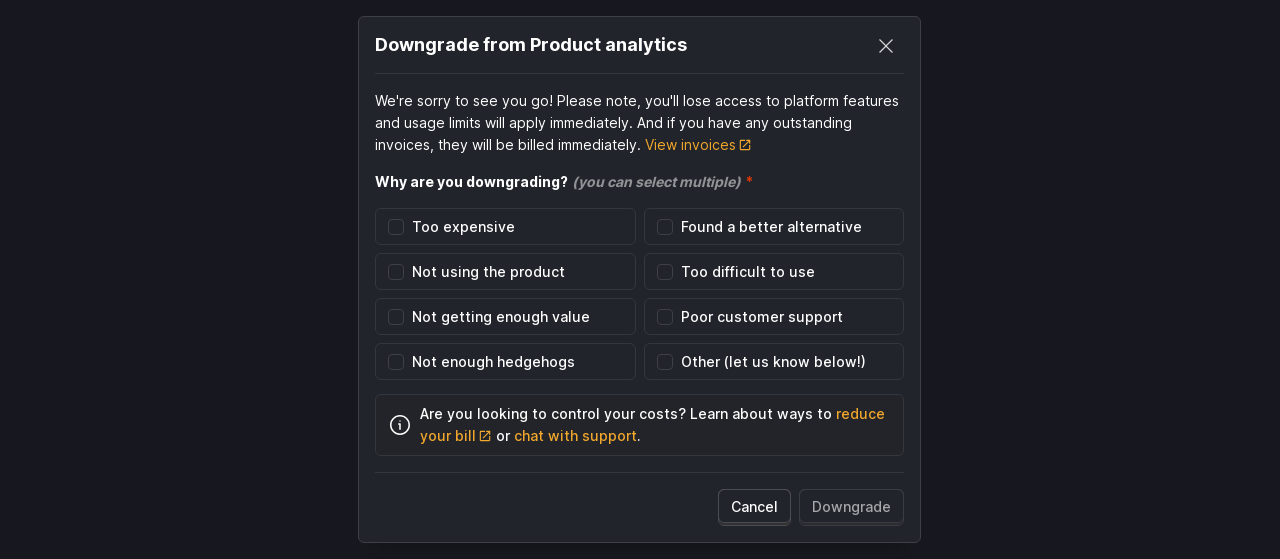 Downgrade from Product analytics
We're sorry to see you go! Please note, you'll lose access to platform features
and usage limits will apply immediately. And if you have any outstanding
invoices, they will be billed immediately. View invoices
Why are you downgrading? (you can select multiple) *
Too expensive
Found a better alternative
Not using the product
Too difficult to use
Not getting enough value
Poor customer support
Not enough hedgehogs
Other (let us know below!)
Are you looking to control your costs? Learn about ways to reduce
your bill or chat with support.
Cancel
Downgrade